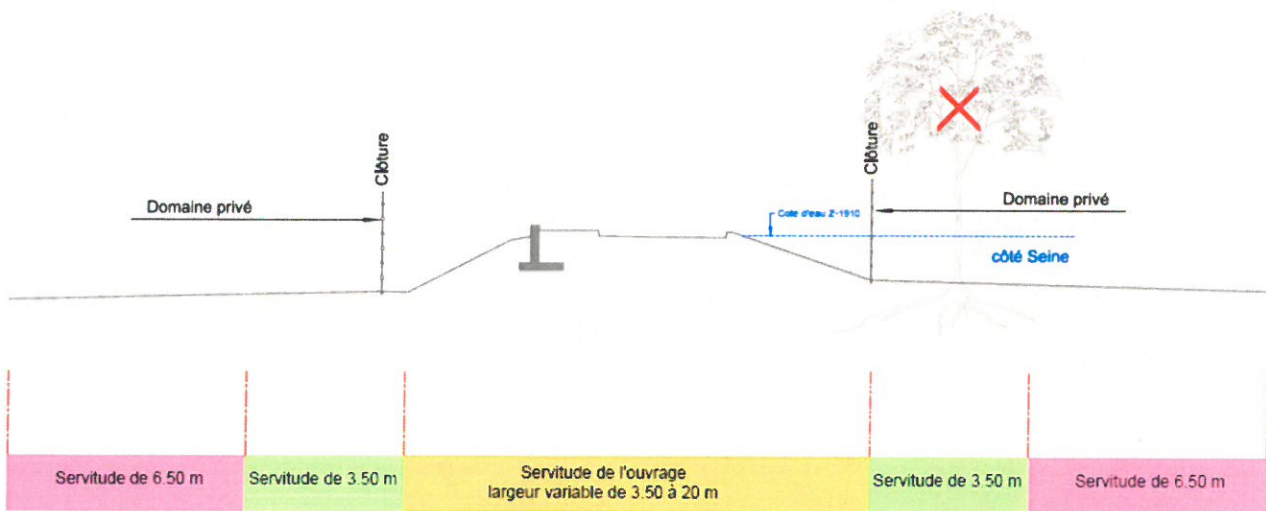 Clôture
Clôture
Domaine privé
Domaine privé
Cote d'eau Z-1910
côté Seine
Servitude de 6.50 m
Servitude de 3.50 m
Servitude de l'ouvrage
largeur variable de 3.50 à 20 m
Servitude de 3.50 m
Servitude de 6.50 m